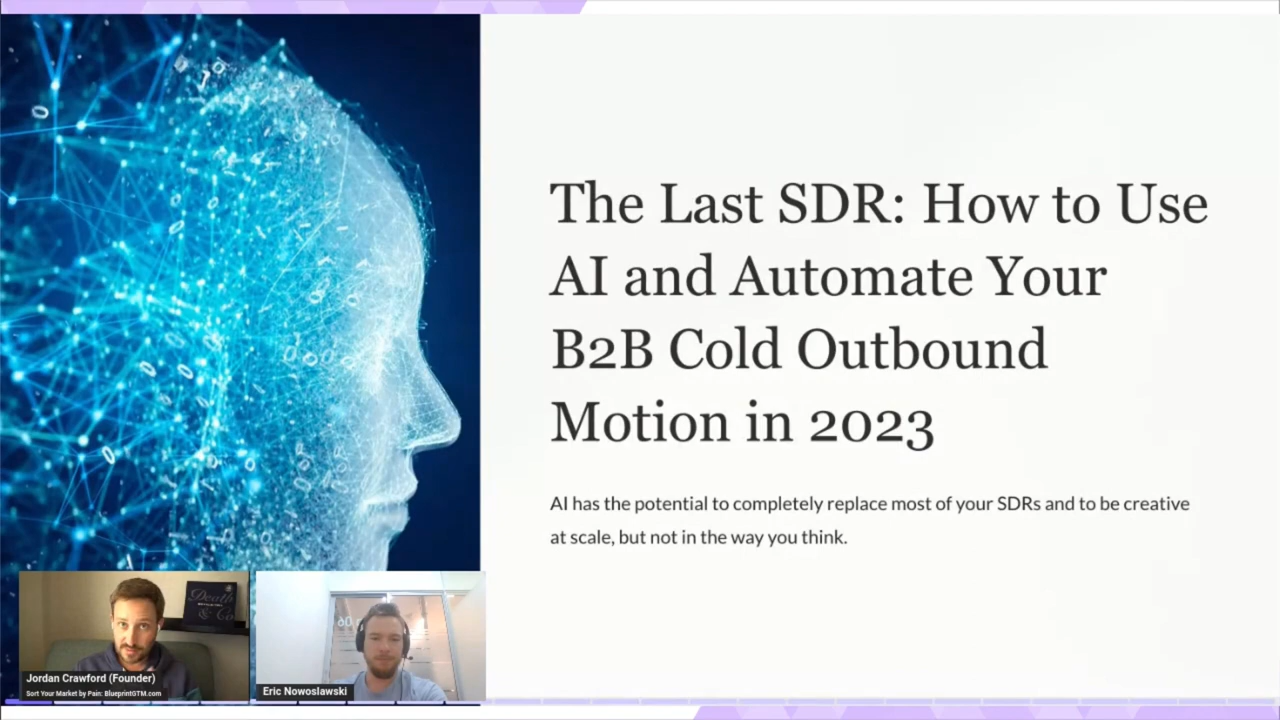 The Last SDR: How to Use
AI and Automate Your
B2B Cold Outbound
Motion in 2023
AI has the potential to completely replace most of your SDRs and to be creative
at scale, but not in the way you think.
Death
& Co
Jordan Crawford (Founder)
Sort Your Market by Pain: BlueprintGTM.com
Eric Nowoslawski